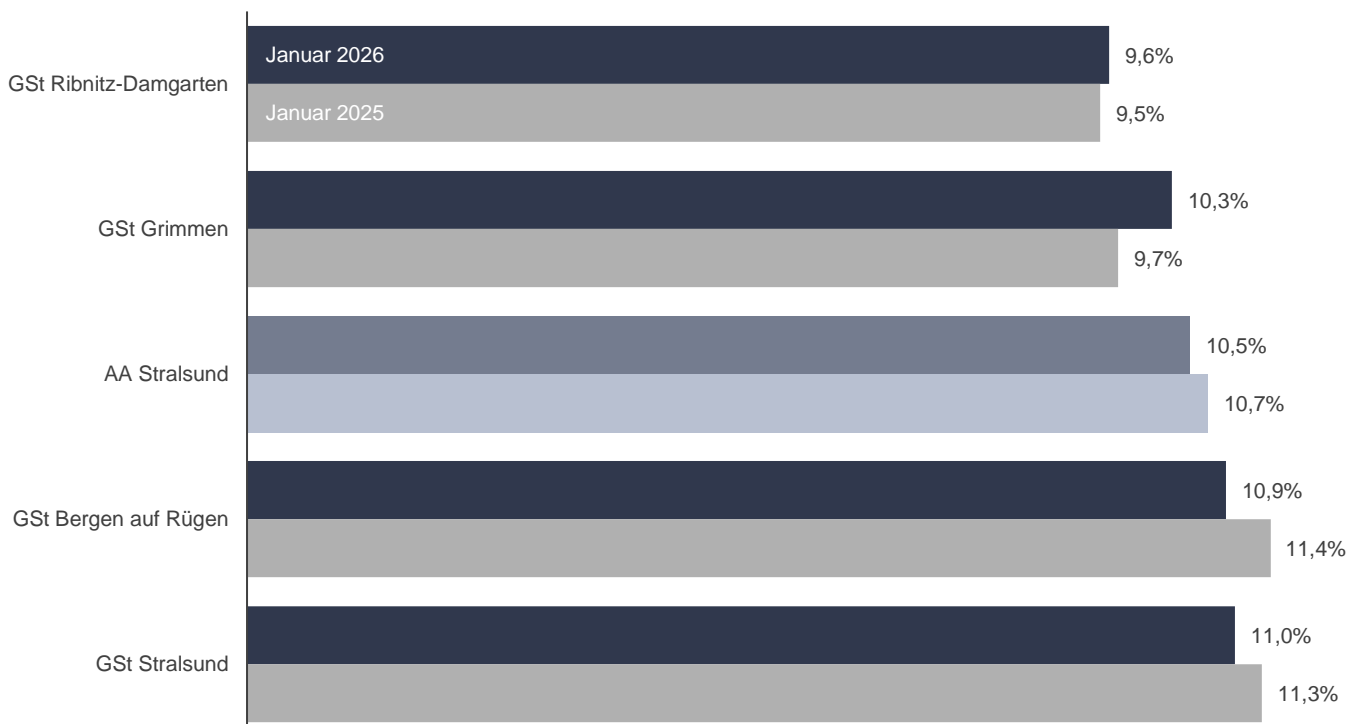 Januar 2026
9,6%
GSt Ribnitz-Damgarten
Januar 2025
9,5%
10,3%
GSt Grimmen
9,7%
10,5%
AA Stralsund
10,7%
10,9%
GSt Bergen auf Rügen
11,4%
11,0%
GSt Stralsund
11,3%